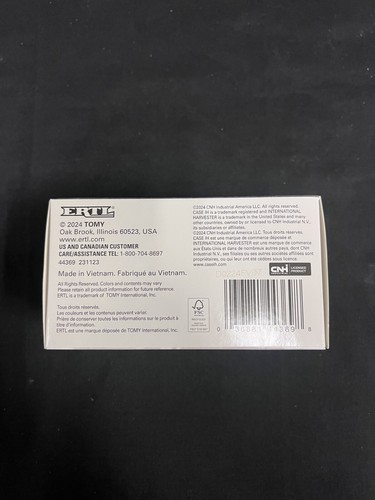 ERTL
© 2024 TOMY
Oak Brook, Illinois 60523, USA
www.ertl.com
US AND CANADIAN CUSTOMER
CARE/ASSISTANCE TEL: 1-800-704-8697
44369 231123
Made in Vietnam. Fabriqué au Vietnam.
All Rights Reserved. Colors and contents may vary.
Please retain all product information for future reference.
ERTL is a trademark of TOMY International, Inc.
Tous droits réservés.
Les couleurs et le contenu peuvent varier.
Prière de conserver toutes les informations sur le produit à
titre d'information.
ERTL est une marque déposée de TOMY International, Inc.
©2024 CNH Industrial America LLC. All rights reserved.
CASE IH is a trademark registered and INTERNATIONAL
HARVESTER is a trademark in the United States and many
other countries, owned by or licensed to CNH Industrial N.V.,
its subsidiaries or affiliates.
©2024 CNH Industrial America LLC. Tous droits réservés.
CASE IH est une marque déposée et INTERNATIONAL
HARVESTER est une marque de commerce
aux États-Unis et dans de nombreux autres pays, dont CNH
Industrial N.V., ses filiales ou ses sociétés affiliées sont
propriétaires, ou qui leur ont été cédées sous licence.
www.caseih.com
CNH LICENSED
PRODUCT
FSC
0 8